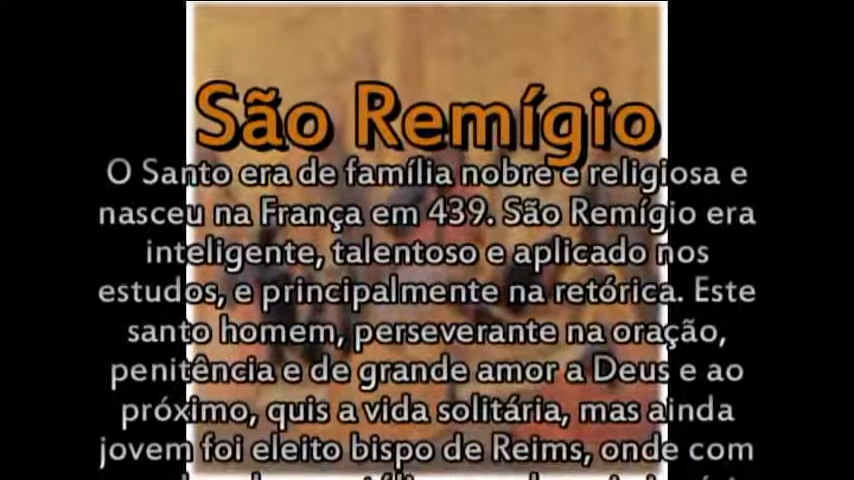 São Remígio
O Santo era de família nobre e religiosa e
nasceu na França em 439. São Remígio era
inteligente, talentoso e aplicado nos
estudos, e principalmente na retórica. Este
santo homem, perseverante na oração,
penitência e de grande amor a Deus e ao
próximo, quis a vida solitária, mas ainda
jovem foi eleito bispo de Reims, onde com